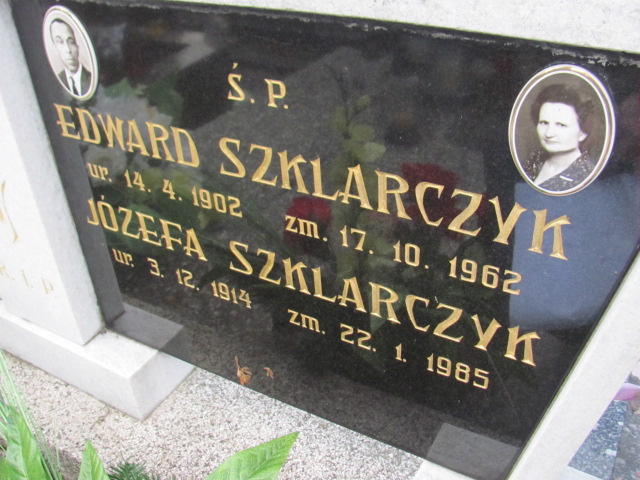 Ś. P.
EDWARD SZKLARCZYK
ur. 14. 4. 1902 zm. 17. 10. 1962
JÓZEFA SZKLARCZYK
ur. 3. 12. 1914 zm. 22. 1. 1985